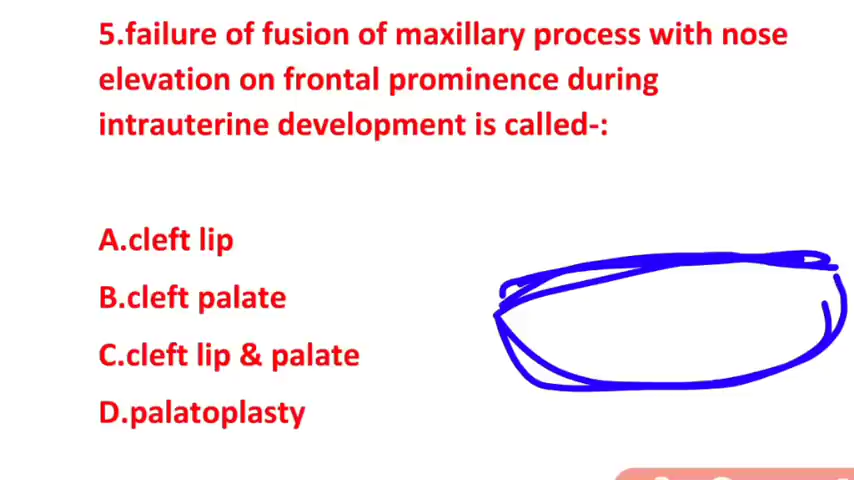 5.failure of fusion of maxillary process with nose
elevation on frontal prominence during
intrauterine development is called-:
A.cleft lip
B.cleft palate
C.cleft lip & palate
D.palatoplasty